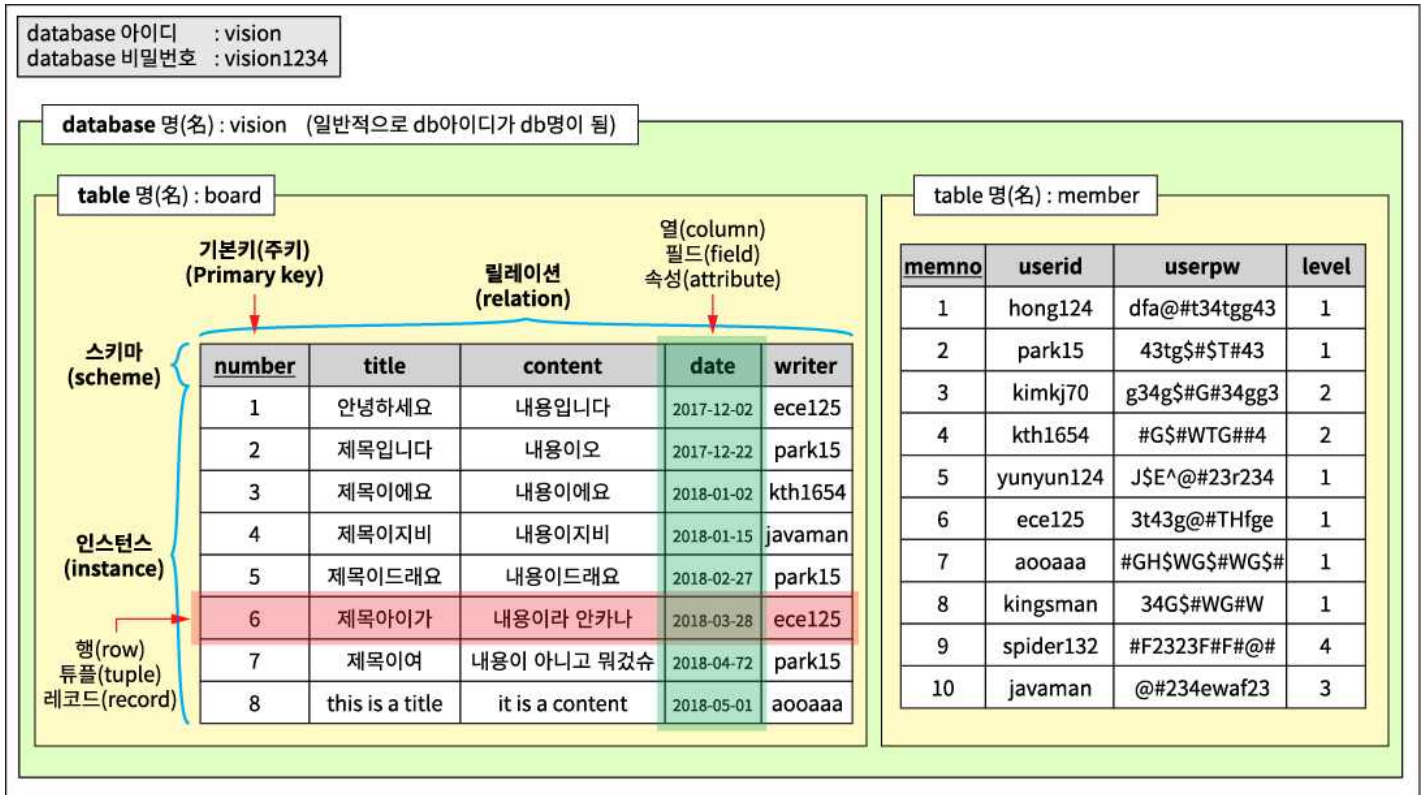 database 아이디 : vision
database 비밀번호 : vision1234
database 명(名) : vision (일반적으로 db아이디가 db명이 됨)
table 명(名) : board
기본키(주키)
(Primary key)
릴레이션
(relation)
열(column)
필드(field)
속성(attribute)
스키마
(scheme)
number title content date writer
1 안녕하세요 내용입니다 2017-12-02 ece125
2 제목입니다 내용이오 2017-12-22 park15
3 제목이에요 내용이에요 2018-01-02 kth1654
4 제목이지비 내용이지비 2018-01-15 javaman
5 제목이드래요 내용이드래요 2018-02-27 park15
6 제목아이가 내용이라 안카나 2018-03-28 ece125
7 제목이여 내용이 아니고 뭐겄슈 2018-04-72 park15
8 this is a title it is a content 2018-05-01 aooaaa
인스턴스
(instance)
행(row)
튜플(tuple)
레코드(record)
table 명(名) : member
memno userid userpw level
1 hong124 dfa@#t34tgg43 1
2 park15 43tg$#$T#43 1
3 kimkj70 g34g$#G#34gg3 2
4 kth1654 #G$#WTG##4 2
5 yunyun124 J$E^@#23r234 1
6 ece125 3t43g@#THfge 1
7 aooaaa #GH$WG$#WG$# 1
8 kingsman 34G$#WG#W 1
9 spider132 #F2323F#F#@# 4
10 javaman @#234ewaf23 3